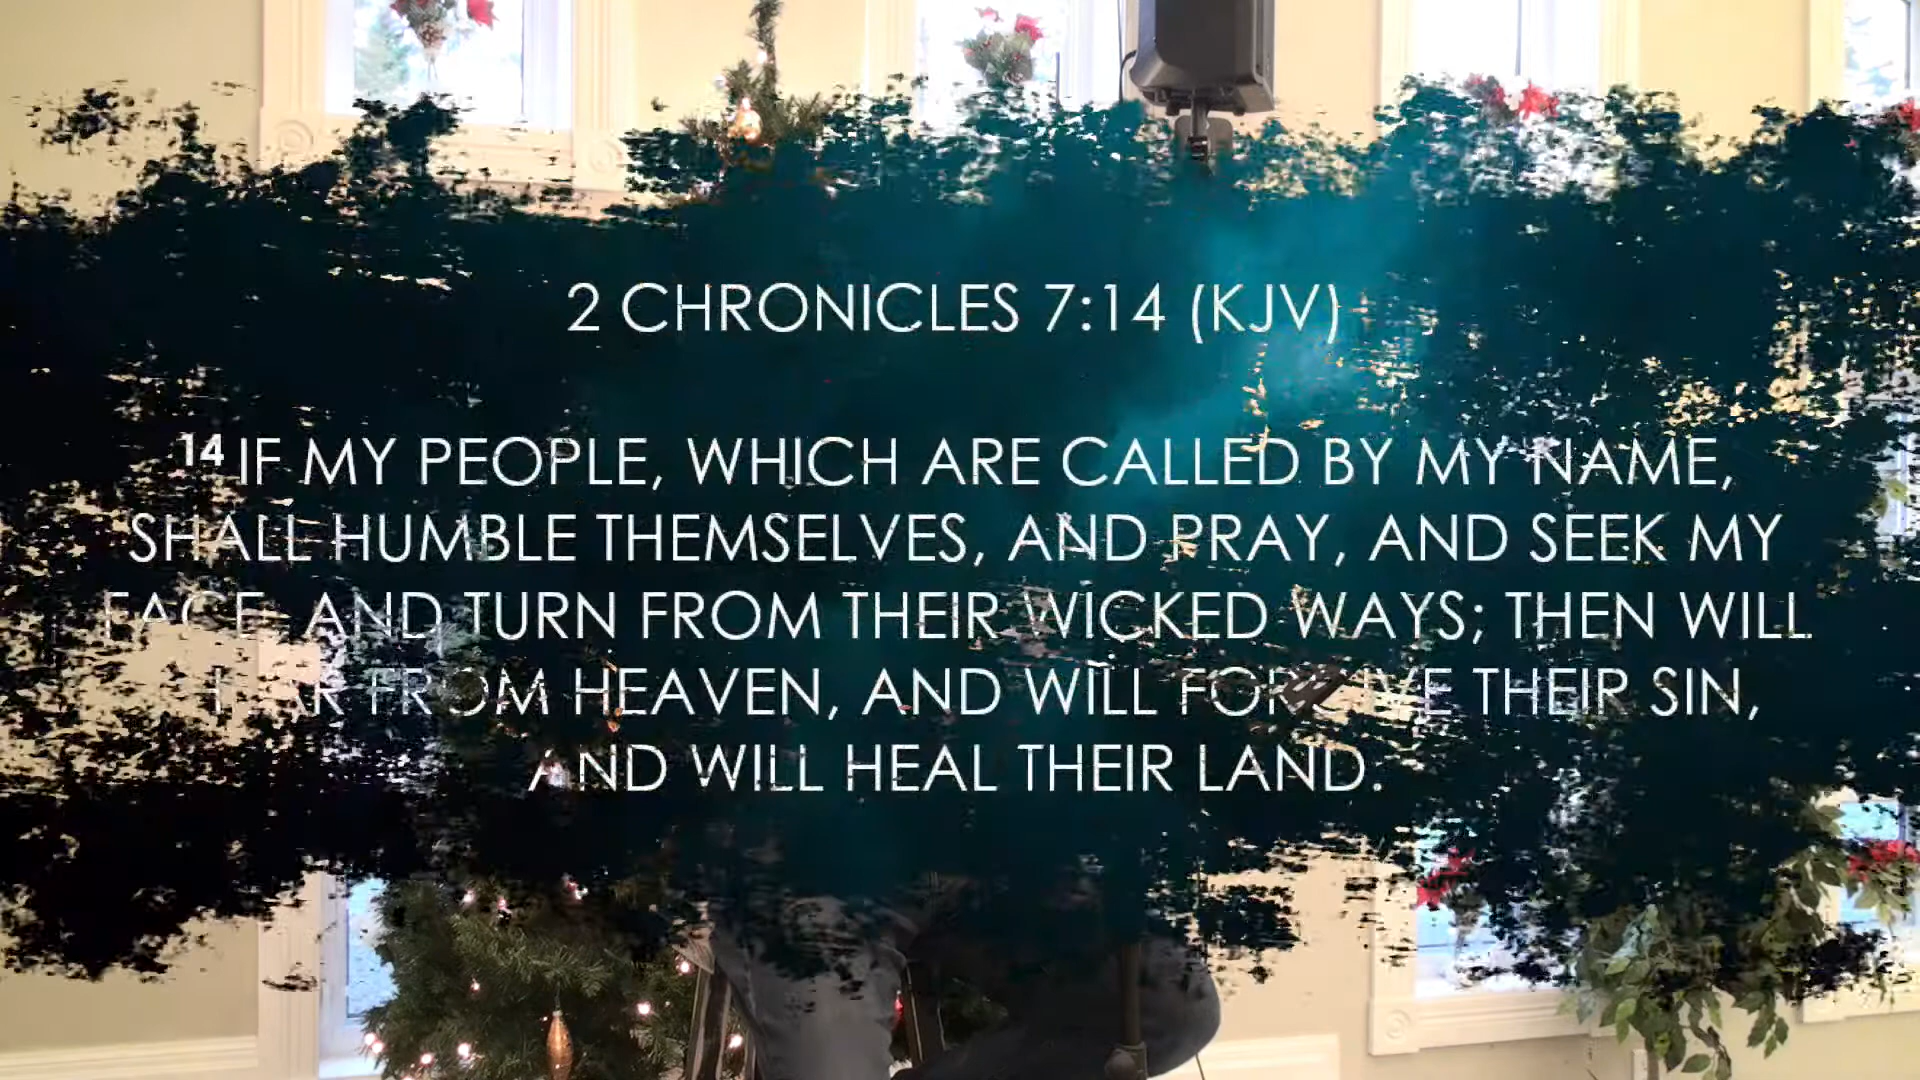 2 CHRONICLES 7:14 (KJV)
14 IF MY PEOPLE, WHICH ARE CALLED BY MY NAME,
SHALL HUMBLE THEMSELVES, AND PRAY, AND SEEK MY
FACE, AND TURN FROM THEIR WICKED WAYS; THEN WILL
I HEAR FROM HEAVEN, AND WILL FORGIVE THEIR SIN,
AND WILL HEAL THEIR LAND.